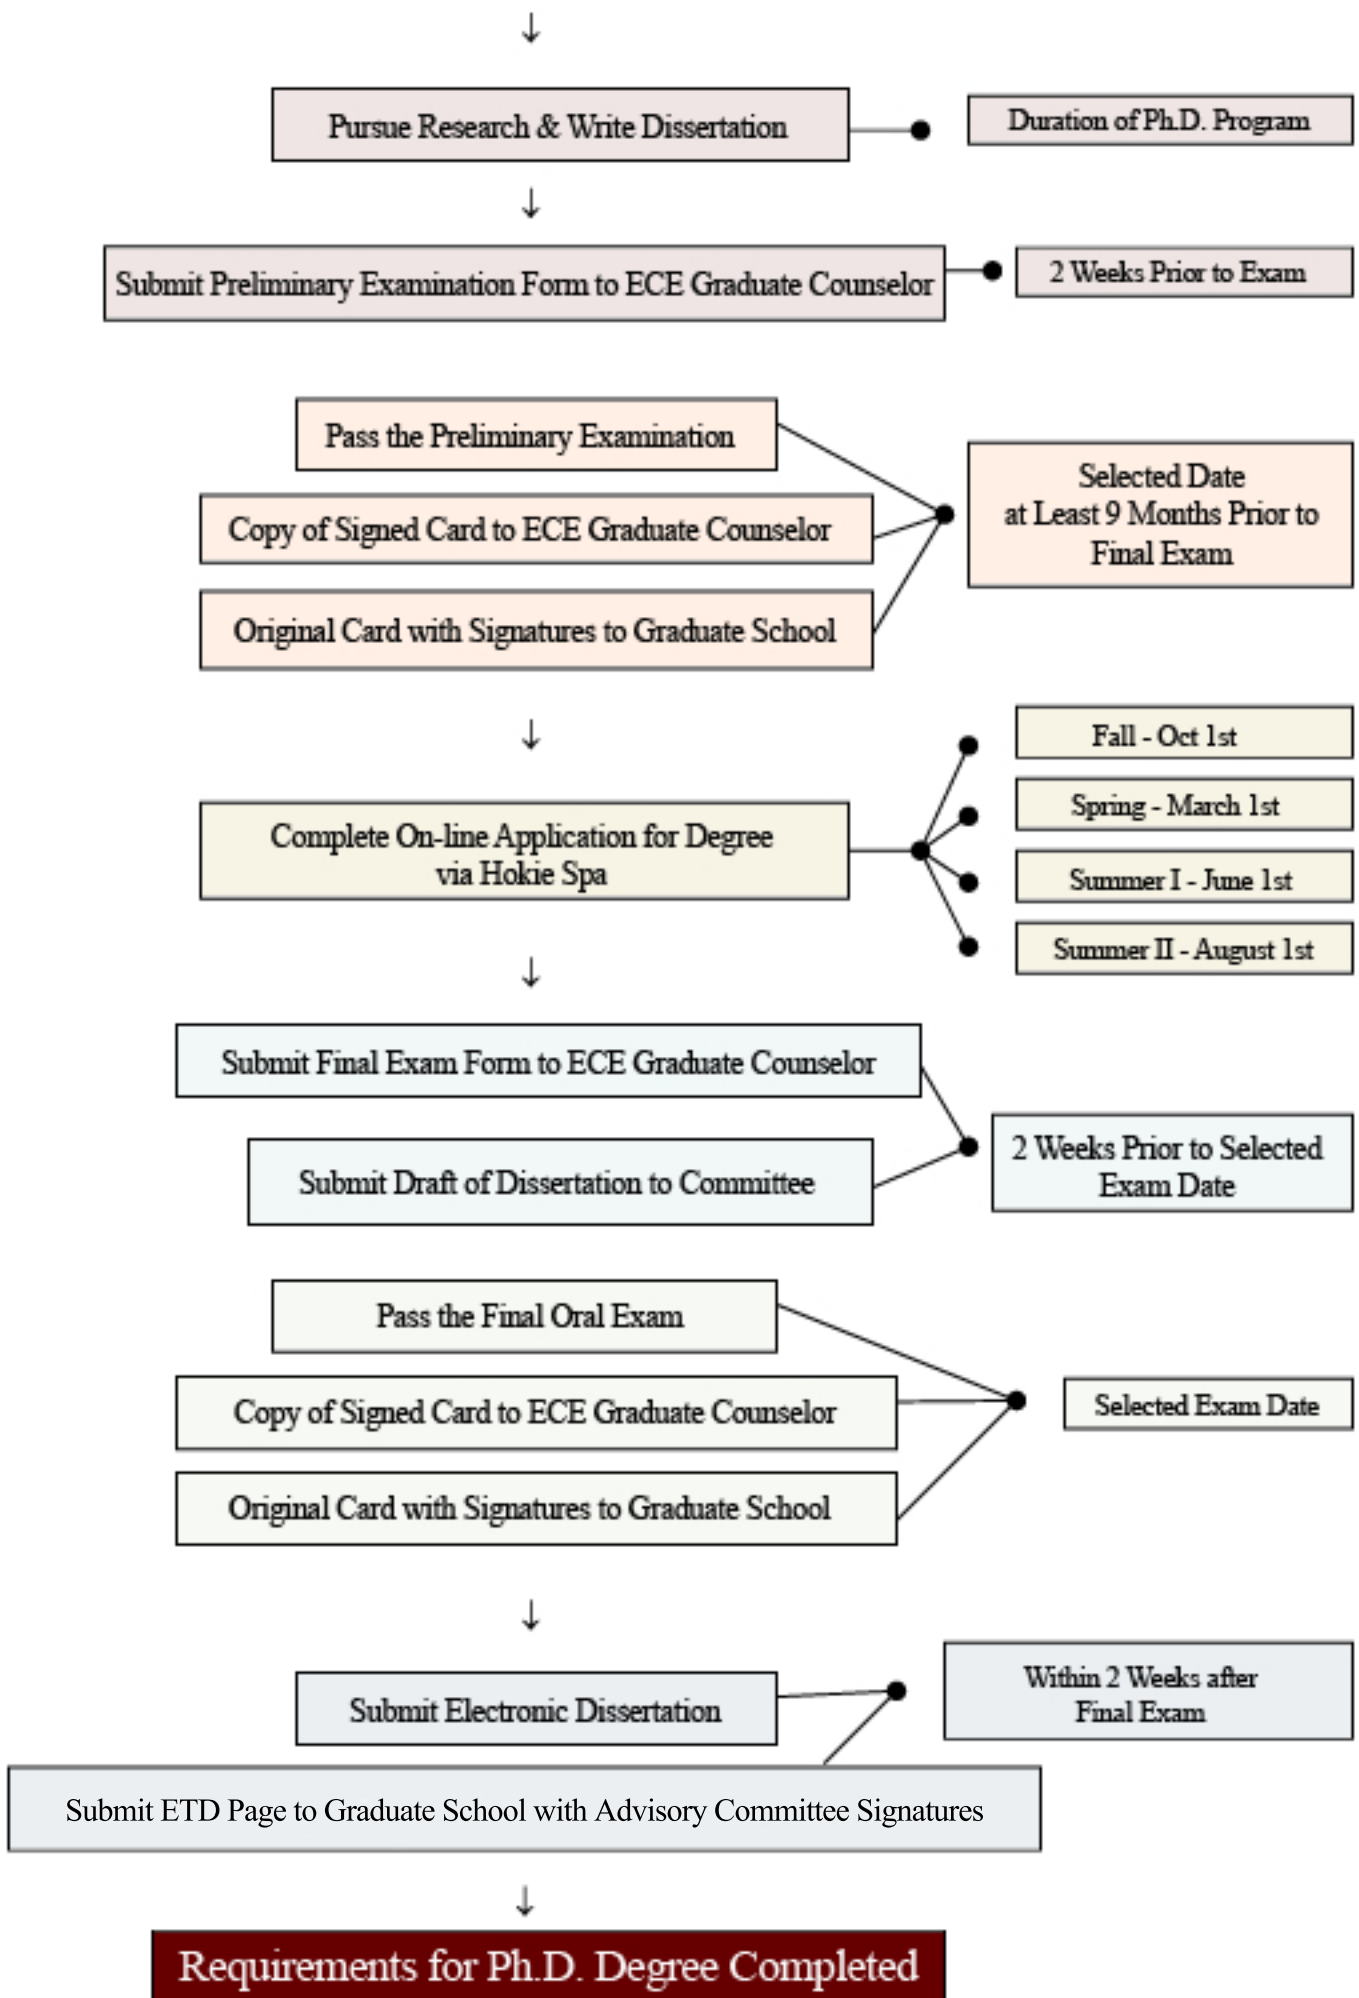 ↓
Pursue Research & Write Dissertation
Duration of Ph.D. Program
↓
Submit Preliminary Examination Form to ECE Graduate Counselor
2 Weeks Prior to Exam
Pass the Preliminary Examination
Copy of Signed Card to ECE Graduate Counselor
Original Card with Signatures to Graduate School
Selected Date
at Least 9 Months Prior to
Final Exam
↓
Complete On-line Application for Degree
via Hokie Spa
Fall - Oct 1st
Spring - March 1st
Summer I - June 1st
Summer II - August 1st
↓
Submit Final Exam Form to ECE Graduate Counselor
Submit Draft of Dissertation to Committee
2 Weeks Prior to Selected
Exam Date
Pass the Final Oral Exam
Copy of Signed Card to ECE Graduate Counselor
Original Card with Signatures to Graduate School
Selected Exam Date
↓
Submit Electronic Dissertation
Submit ETD Page to Graduate School with Advisory Committee Signatures
Within 2 Weeks after
Final Exam
↓
Requirements for Ph.D. Degree Completed